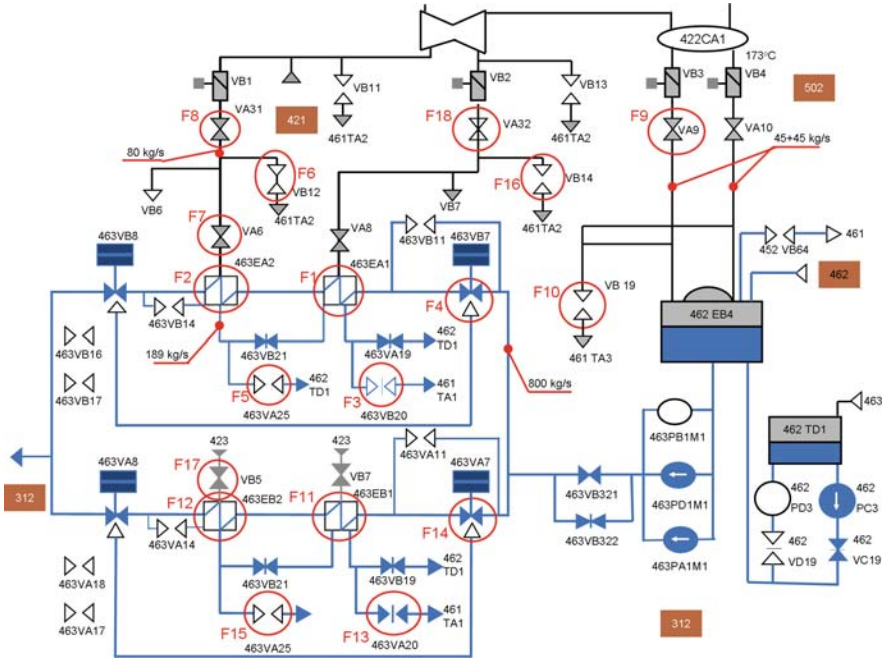 422CA1
173°C
VB1
VB11
VB2
VB13
VB3
VB4
502
F8
VA31
421
461TA2
F18
VA32
461TA2
F9
VA9
VA10
80 kg/s
45+45 kg/s
F6
VB12
VB6
461TA2
F16
VB14
VB7
461TA2
F7
VA6
VA8
463VB11
463VB8
463VB7
463EA2
463EA1
F2
F1
F4
452 VB64
461
462
F10
VB 19
461 TA3
462 EB4
463VB14
463VB16
189 kg/s
463VB21
463VA19
462
TD1
463VB17
F5
463VA25
462
TD1
F3
463VB20
461
TA1
800 kg/s
463
462 TD1
463PB1M1
423
423
463VA11
463VA8
463VA7
F17
VB5
VB7
312
F12
463EB2
F11
463EB1
F14
463VB321
463PD1M1
462
PD3
462
PC3
463VB322
463VA14
463PA1M1
462
VD19
462
VC19
463VA18
463VB21
463VB19
462
TD1
463VA17
F15
463VA25
F13
463VA20
461
TA1
312